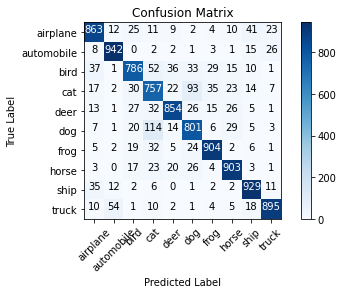 Confusion Matrix
True Label
airplane 863 12 25 11 9 2 4 10 41 23
automobile 8 942 0 2 2 1 3 1 15 26
bird 37 1 786 52 36 33 29 15 10 1
cat 17 2 30 757 22 93 35 23 14 7
deer 13 1 27 32 854 26 15 26 5 1
dog 7 1 20 114 14 801 6 29 5 3
frog 5 2 19 32 5 24 904 2 6 1
horse 3 0 17 23 20 26 4 903 3 1
ship 35 12 2 6 0 1 2 2 929 11
truck 10 54 1 10 2 1 4 5 18 895
airplane automobile bird cat deer dog frog horse ship truck
Predicted Label
800
600
400
200
0